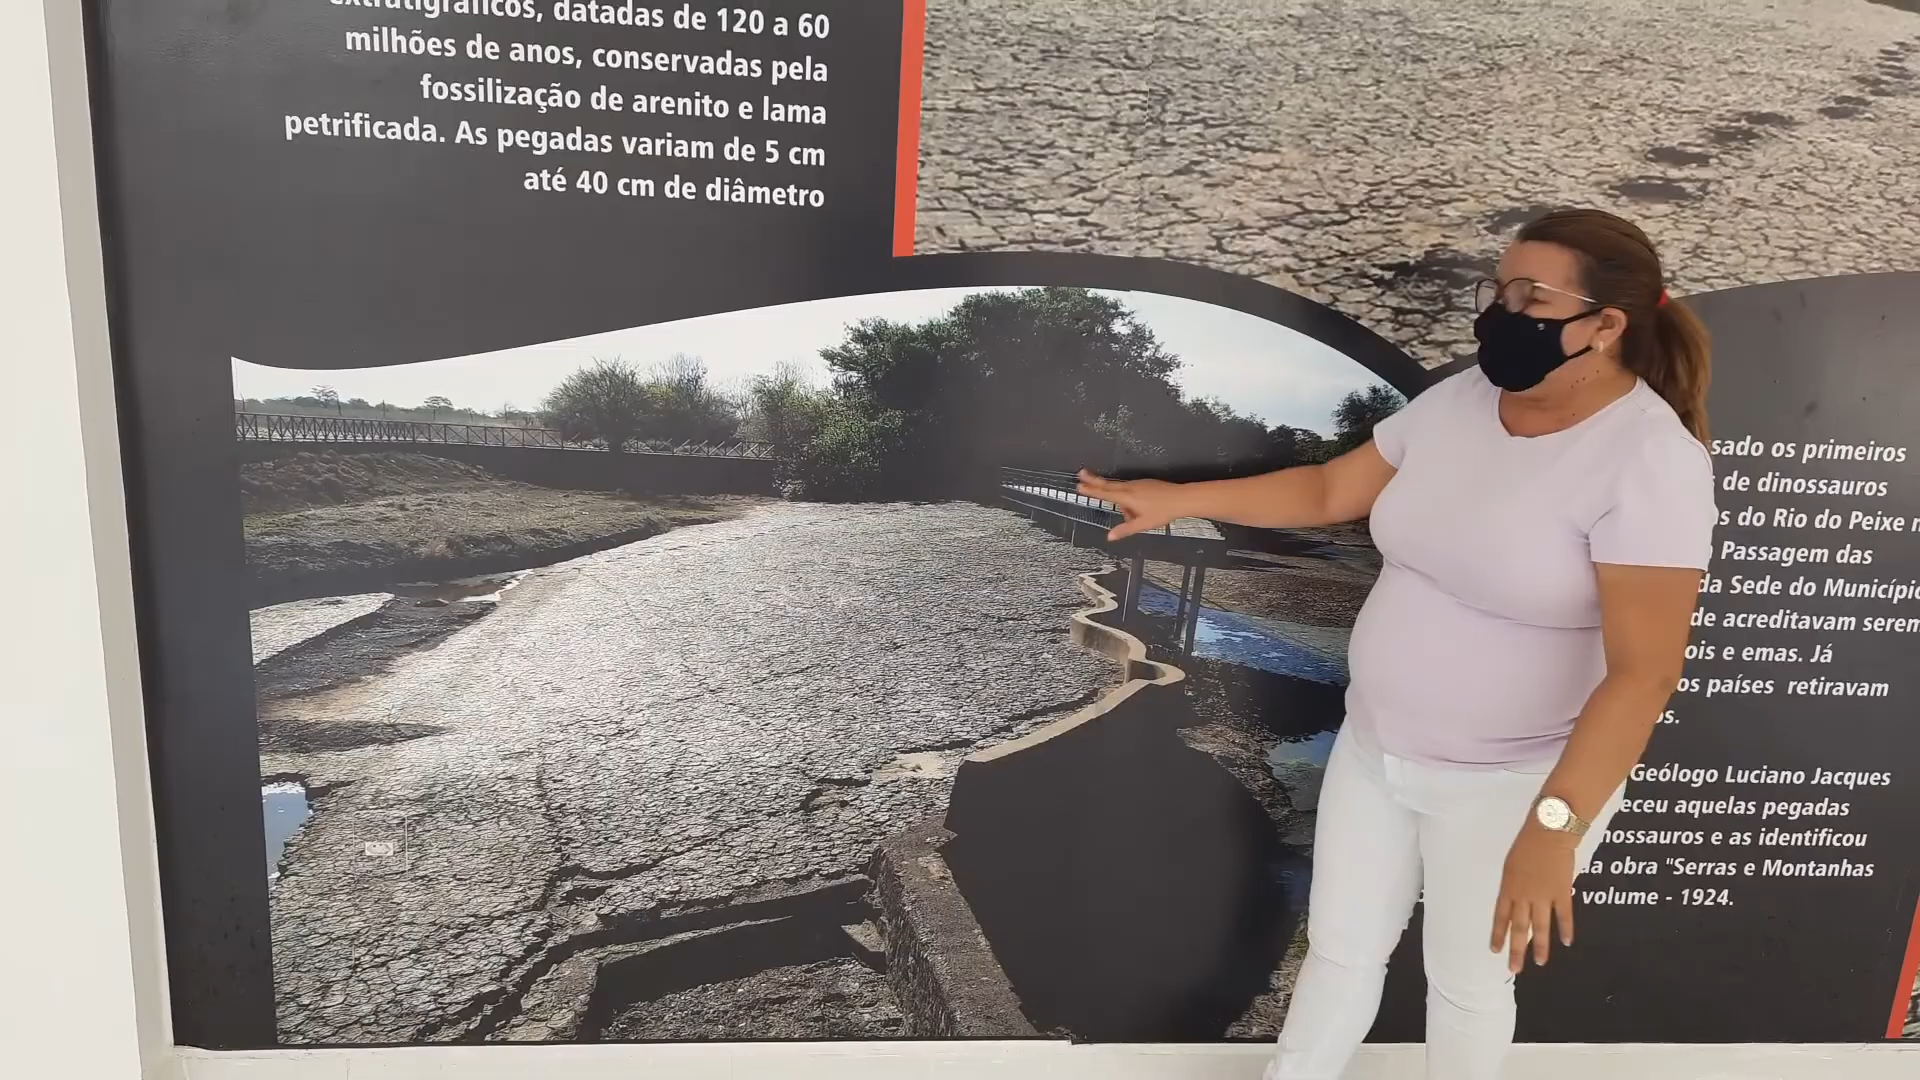 extratigráficos, datadas de 120 a 60
milhões de anos, conservadas pela
fossilização de arenito e lama
petrificada. As pegadas variam de 5 cm
até 40 cm de diâmetro
sado os primeiros
de dinossauros
do Rio do Peixe
Passagem das
da Sede do Município
de acreditavam serem
ois e emas. Já
os países retiravam
os.
Geólogo Luciano Jacques
eceu aquelas pegadas
nossauros e as identificou
da obra "Serras e Montanhas
volume - 1924.